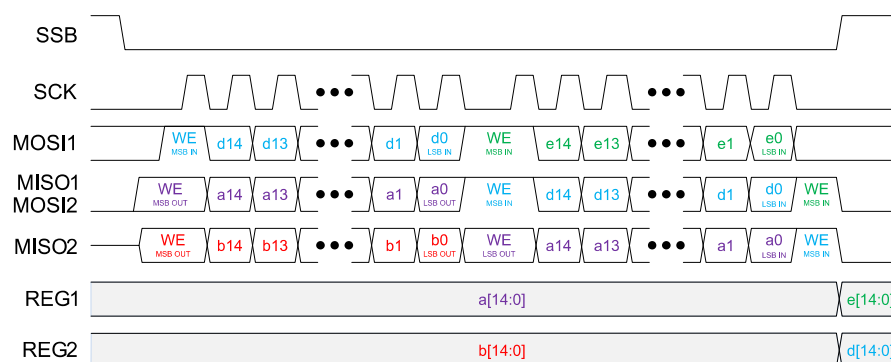 SSB
SCK
●●● ●●●
MOSI1 WE d14 d13 ●●● d1 d0 WE e14 e13 ●●● e1 e0
MSB IN LSB IN MSB IN LSB IN
MISO1 WE a14 a13 ●●● a1 a0 WE d14 d13 ●●● d1 d0 WE
MOSI2 MSB OUT LSB OUT MSB IN LSB IN MSB IN
MISO2 WE b14 b13 ●●● b1 b0 WE a14 a13 ●●● a1 a0 WE
MSB OUT LSB OUT LSB OUT LSB IN MSB IN
REG1 a[14:0] e[14:0]
REG2 b[14:0] d[14:0]